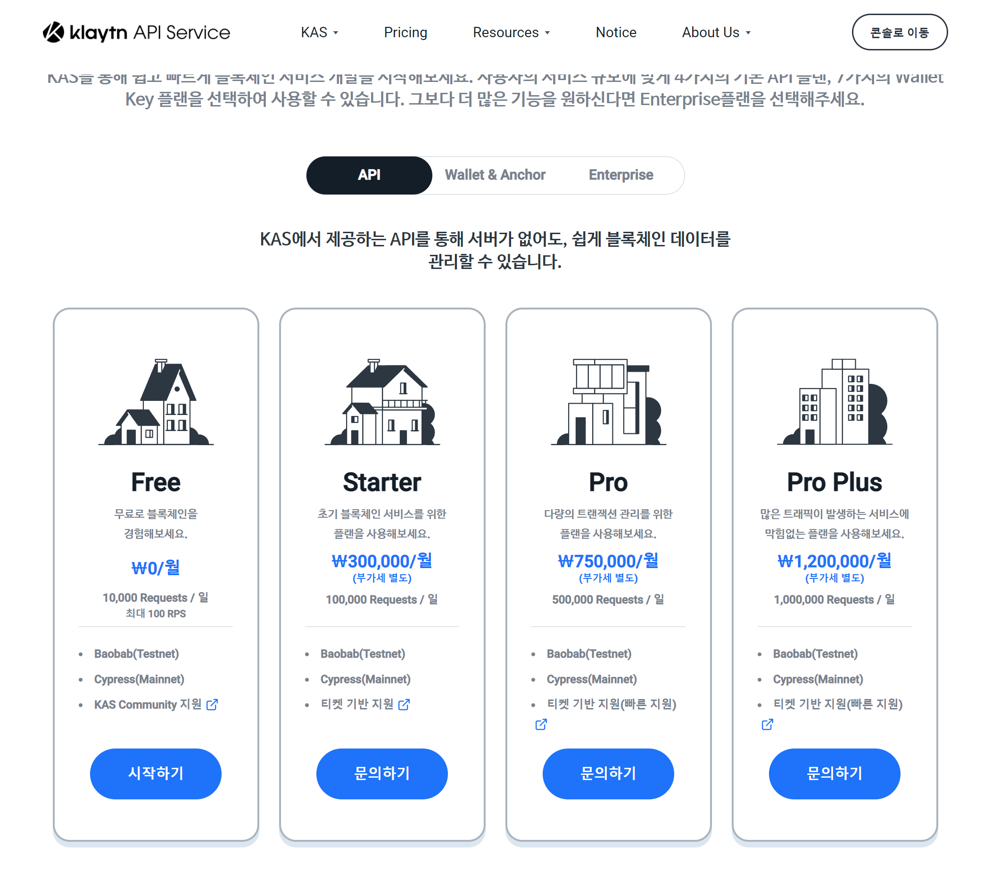 klaytn API Service
KAS
Pricing
Resources
Notice
About Us
콘솔로 이동
KAS를 통해 쉽고 빠르게 블록체인 서비스 개발을 시작해보세요. 사용자의 서비스 규모에 맞게 4가지의 기본 API 플랜, 7가지의 Wallet
Key 플랜을 선택하여 사용할 수 있습니다. 그보다 더 많은 기능을 원하신다면 Enterprise플랜을 선택해주세요.
API
Wallet & Anchor
Enterprise
KAS에서 제공하는 API를 통해 서버가 없어도, 쉽게 블록체인 데이터를
관리할 수 있습니다.
Free
무료로 블록체인을
경험해보세요.
₩0/월
10,000 Requests / 일
최대 100 RPS
Baobab(Testnet)
Cypress(Mainnet)
KAS Community 지원
시작하기
Starter
초기 블록체인 서비스를 위한
플랜을 사용해보세요.
₩300,000/월
(부가세 별도)
100,000 Requests / 일
Baobab(Testnet)
Cypress(Mainnet)
티켓 기반 지원
문의하기
Pro
다량의 트랜잭션 관리를 위한
플랜을 사용해보세요.
₩750,000/월
(부가세 별도)
500,000 Requests / 일
Baobab(Testnet)
Cypress(Mainnet)
티켓 기반 지원(빠른 지원)
문의하기
Pro Plus
많은 트래픽이 발생하는 서비스에
막힘없는 플랜을 사용해보세요.
₩1,200,000/월
(부가세 별도)
1,000,000 Requests / 일
Baobab(Testnet)
Cypress(Mainnet)
티켓 기반 지원(빠른 지원)
문의하기